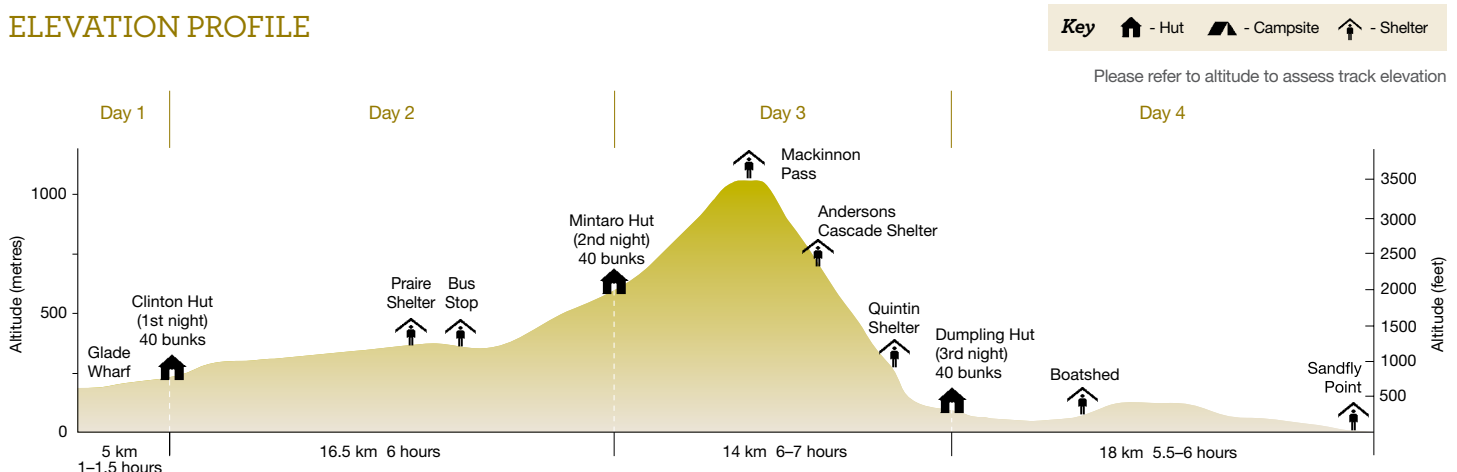 ELEVATION PROFILE
Key - Hut - Campsite - Shelter
Please refer to altitude to assess track elevation
Day 1
Day 2
Day 3
Day 4
Altitude (metres)
1000
500
0
Glade
Wharf
Clinton Hut
(1st night)
40 bunks
Praire
Shelter
Bus
Stop
Mintaro Hut
(2nd night)
40 bunks
Mackinnon
Pass
Andersons
Cascade Shelter
Quintin
Shelter
Dumpling Hut
(3rd night)
40 bunks
Boatshed
Sandfly
Point
3500
3000
2500
2000
1500
1000
500
Altitude (feet)
5 km
1–1.5 hours
16.5 km 6 hours
14 km 6–7 hours
18 km 5.5–6 hours